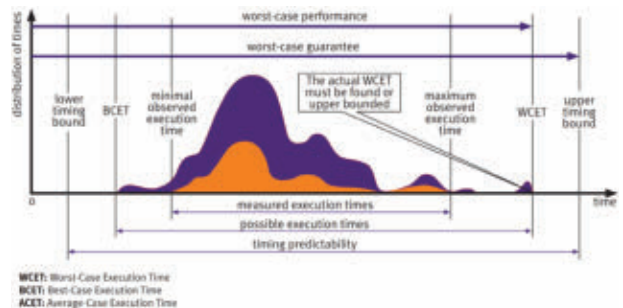 worst-case performance
worst-case guarantee
distribution of times
lower
timing
bound
BCET
minimal
observed
execution
time
The actual WCET
must be found or
upper bounded
maximum
observed
execution
time
WCET
upper
timing
bound
0
time
measured execution times
possible execution times
timing predictability
WCET: Worst-Case Execution Time
BCET: Best-Case Execution Time
ACET: Average-Case Execution Time